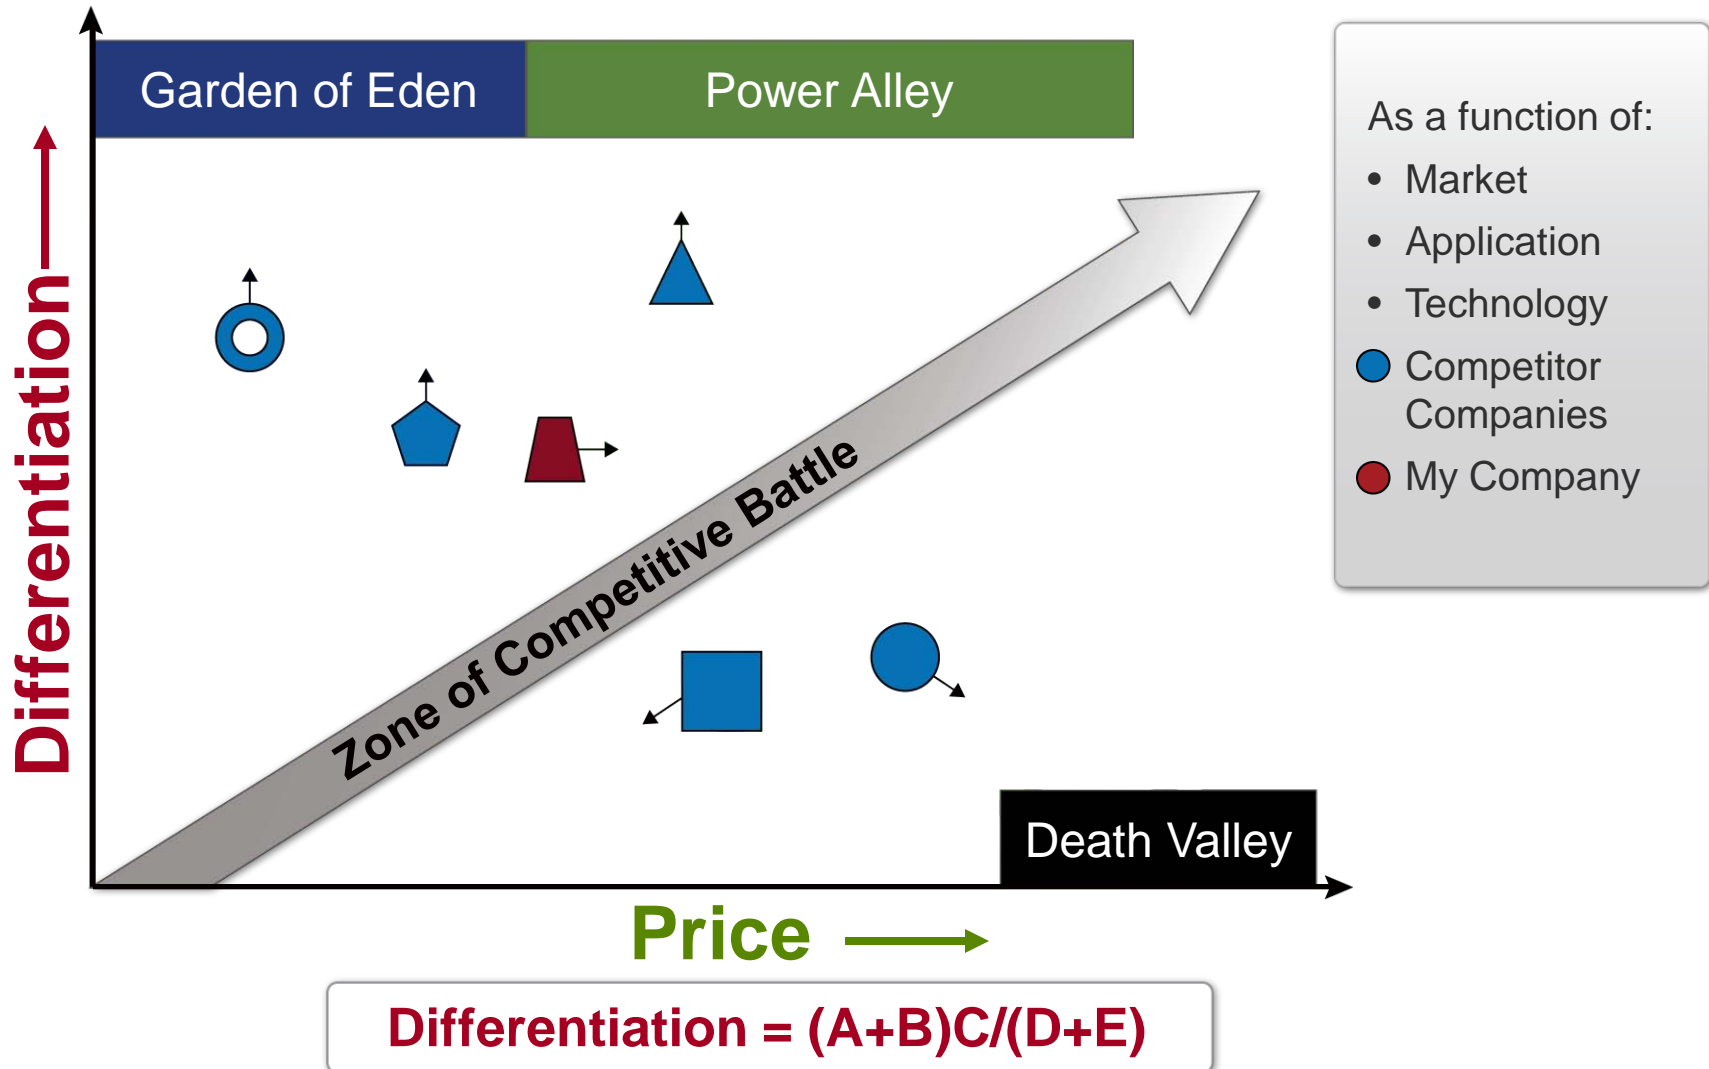 Garden of Eden
Power Alley
As a function of:
• Market
• Application
• Technology
Competitor
Companies
My Company
Differentiation
Zone of Competitive Battle
Death Valley
Price
Differentiation = (A+B)C/(D+E)